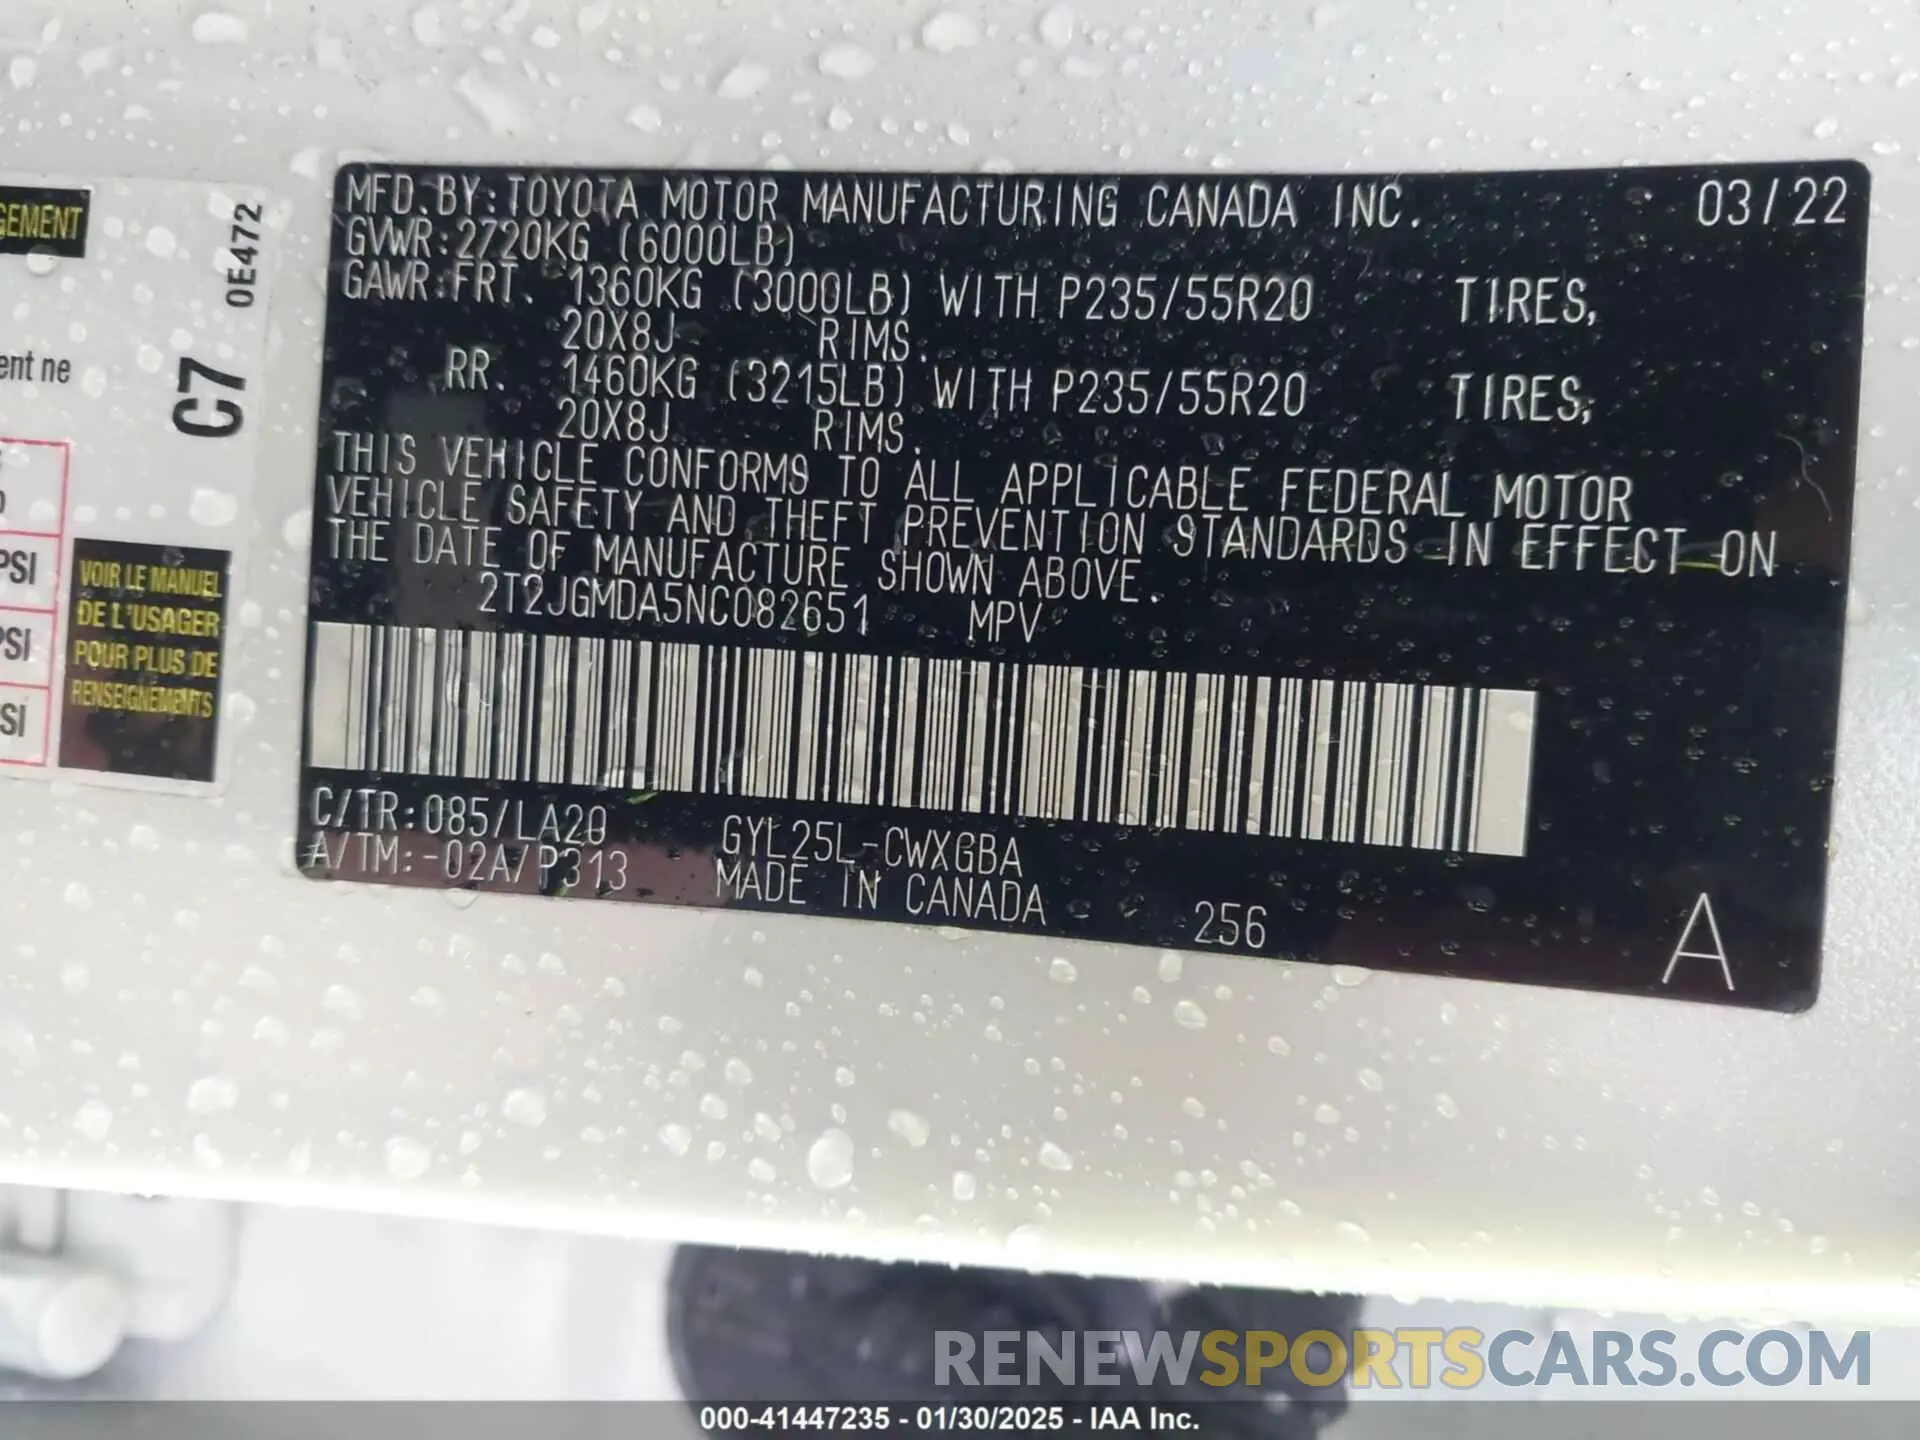 MFD.BY:TOYOTA MOTOR MANUFACTURING CANADA INC. 03/22
GVWR:2720KG (6000LB)
GAWR:FRT. 1360KG (3000LB) WITH P235/55R20 TIRES,
20X8J RIMS.
RR. 1460KG (3215LB) WITH P235/55R20 TIRES,
20X8J RIMS.
THIS VEHICLE CONFORMS TO ALL APPLICABLE FEDERAL MOTOR
VEHICLE SAFETY AND THEFT PREVENTION STANDARDS IN EFFECT ON
THE DATE OF MANUFACTURE SHOWN ABOVE.
2T2JGMDA5NC082651 MPV
C/TR:085/LA20 GYL25L-CWXGBA
A/TM:-02A/P313 MADE IN CANADA 256 A
GEMENT
ent ne
PSI
PSI
PSI
VOIR LE MANUEL
DE L'USAGER
POUR PLUS DE
RENSEIGNEMENTS
C7
0E472
RENEWSPORTSCARS.COM
000-41447235 - 01/30/2025 - IAA Inc.